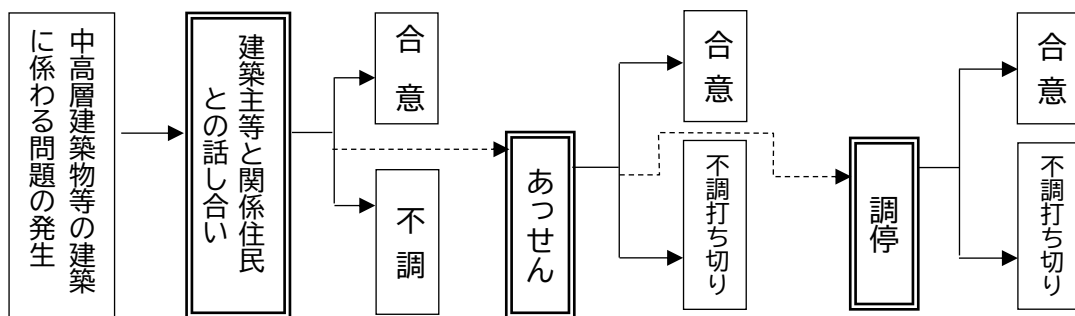 中高層建築物等の建築
に係わる問題の発生
建築主等と関係住民
との話し合い
合意
不調
あっせん
合意
不調打ち切り
調停
合意
不調打ち切り